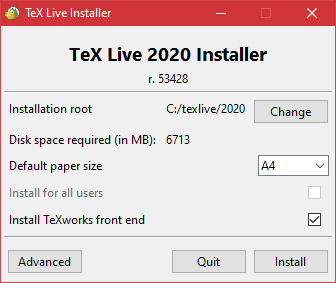 TeX Live Installer
TeX Live 2020 Installer
r. 53428
Installation root C:/texlive/2020 Change
Disk space required (in MB): 6713
Default paper size A4
Install for all users
Install TeXworks front end
Advanced Quit Install